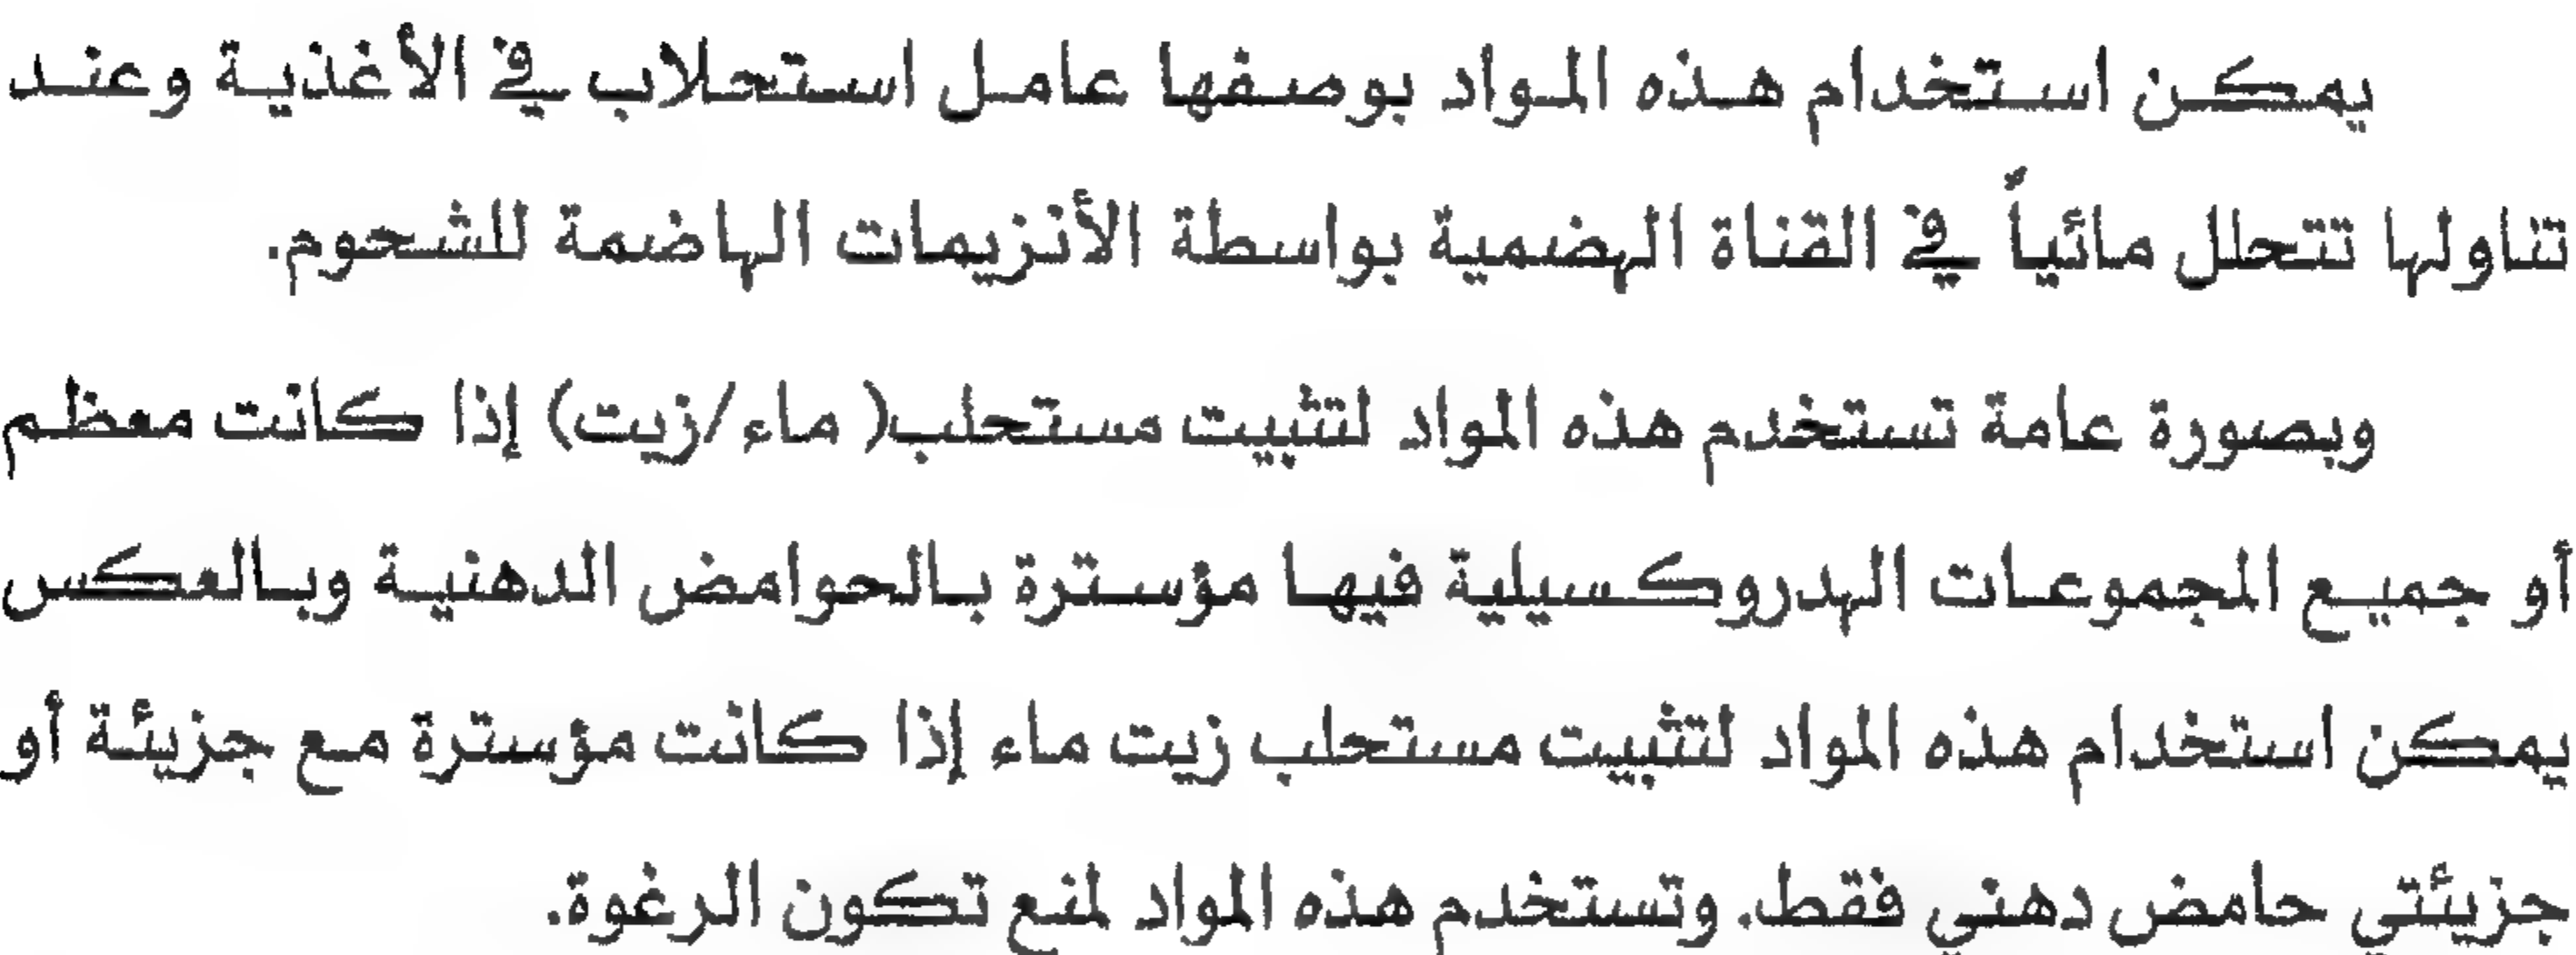 يمكن استخدام هذه المواد بوصفها عامل استحلاب في الأغذية وعند
تناولها تتحلل مائياً في القناة الهضمية بواسطة الأنزيمات الهاضمة للشحوم.
وبصورة عامة تستخدم هذه المواد لتثبيت مستحلب( ماء/زيت) إذا كانت معظم
أو جميع المجموعات الهدروكسيلية فيها مؤسترة بالحوامض الدهنية وبالعكس
يمكن استخدام هذه المواد لتثبيت مستحلب زيت ماء إذا كانت مؤسترة مع جزيئة أو
جزيئتي حامض دهني فقط. وتستخدم هذه المواد لمنع تكون الرغوة.